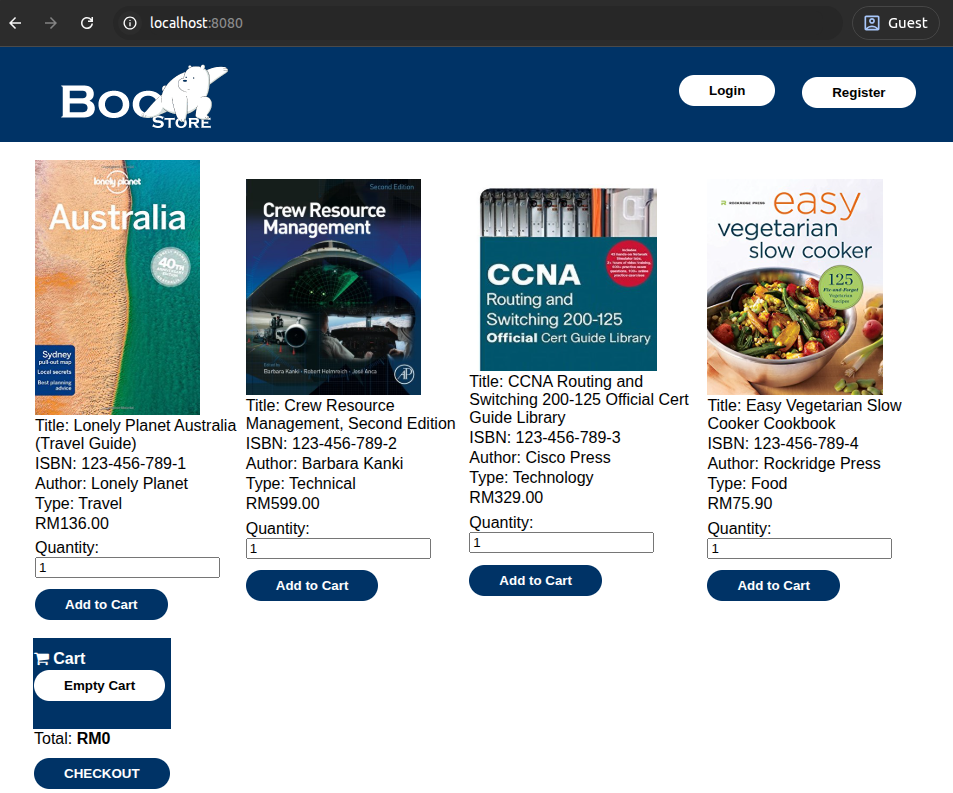 localhost:8080
Guest
BOO
STORE
Login
Register
lonely planet
Australia
40TH
Sydney
pull-out map
Local secrets
Best planning
advice
Title: Lonely Planet Australia
(Travel Guide)
ISBN: 123-456-789-1
Author: Lonely Planet
Type: Travel
RM136.00
Quantity:
1
Add to Cart
Second Edition
Crew Resource
Management
Edited by
Barbara Kanki · Robert Helmreich · José Anca
AP
Title: Crew Resource
Management, Second Edition
ISBN: 123-456-789-2
Author: Barbara Kanki
Type: Technical
RM599.00
Quantity:
1
Add to Cart
CCNA
Routing and
Switching 200-125
Official Cert Guide Library
Title: CCNA Routing and
Switching 200-125 Official Cert
Guide Library
ISBN: 123-456-789-3
Author: Cisco Press
Type: Technology
RM329.00
Quantity:
1
Add to Cart
ROCKRIDGE PRESS
easy
vegetarian
slow cooker
125
Fix-and-Forget
Vegetarian
Recipes
Title: Easy Vegetarian Slow
Cooker Cookbook
ISBN: 123-456-789-4
Author: Rockridge Press
Type: Food
RM75.90
Quantity:
1
Add to Cart
Cart
Empty Cart
Total: RM0
CHECKOUT